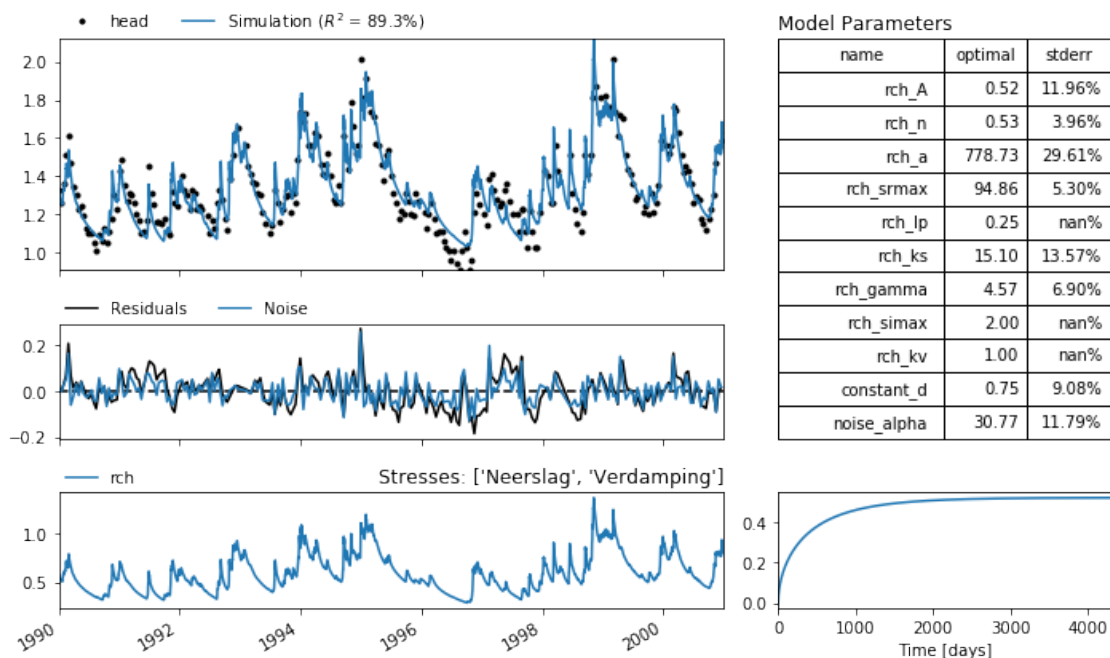 head Simulation (R² = 89.3%)
2.0
1.8
1.6
1.4
1.2
1.0
Residuals Noise
0.2
0.0
−0.2
rch Stresses: ['Neerslag', 'Verdamping']
1.0
0.5
1990 1992 1994 1996 1998 2000
Model Parameters
name optimal stderr
rch_A 0.52 11.96%
rch_n 0.53 3.96%
rch_a 778.73 29.61%
rch_srmax 94.86 5.30%
rch_lp 0.25 nan%
rch_ks 15.10 13.57%
rch_gamma 4.57 6.90%
rch_simax 2.00 nan%
rch_kv 1.00 nan%
constant_d 0.75 9.08%
noise_alpha 30.77 11.79%
0.4
0.2
0.0
0 1000 2000 3000 4000
Time [days]